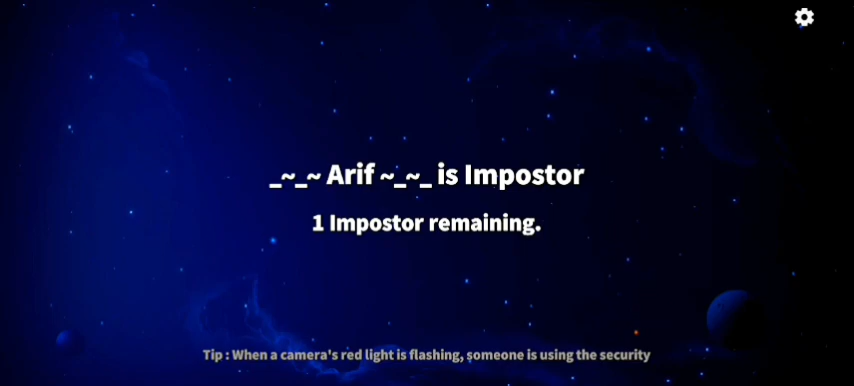 _~_~ Arif ~_~_ is Impostor
1 Impostor remaining.
Tip : When a camera's red light is flashing, someone is using the security